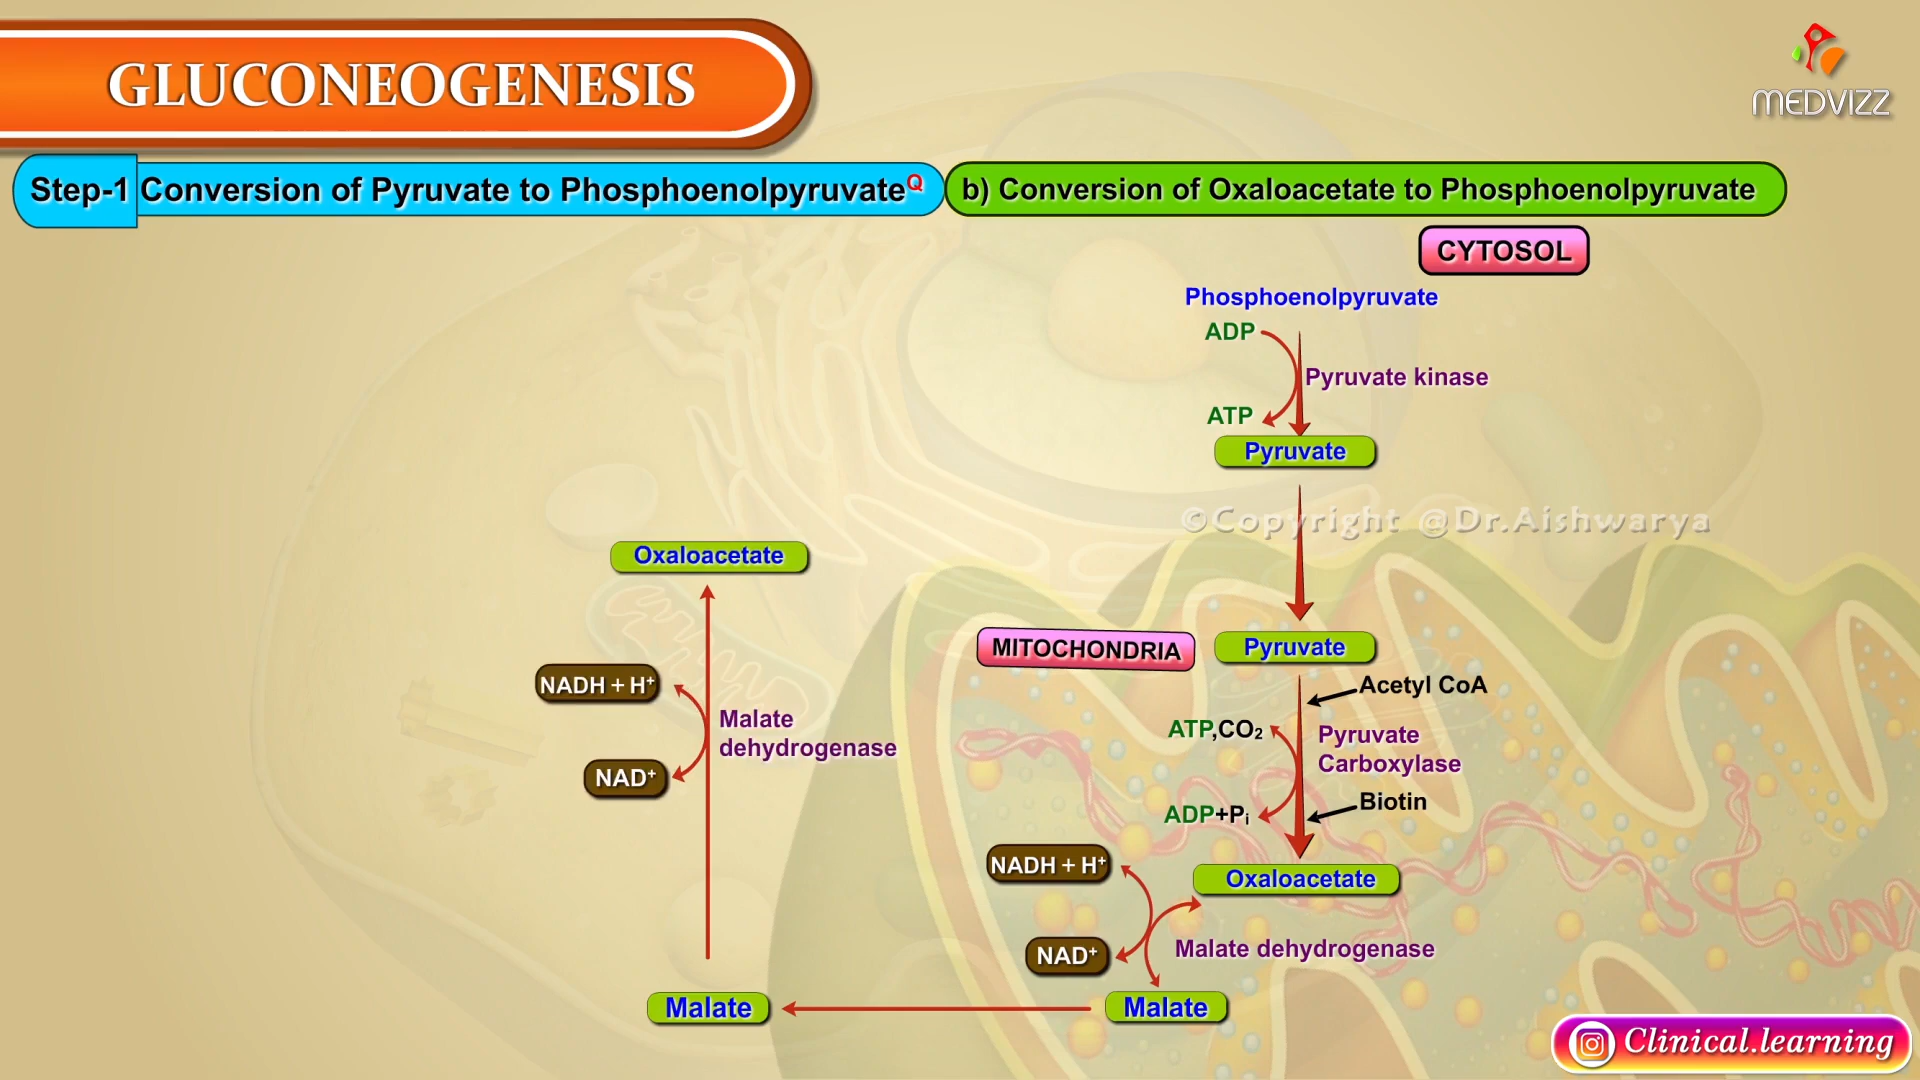 GLUCONEOGENESIS
MEDVIZZ
Step-1 Conversion of Pyruvate to Phosphoenolpyruvate Q
b) Conversion of Oxaloacetate to Phosphoenolpyruvate
CYTOSOL
Phosphoenolpyruvate
ADP
Pyruvate kinase
ATP
Pyruvate
©Copyright @Dr.Aishwarya
Oxaloacetate
MITOCHONDRIA
Pyruvate
Acetyl CoA
NADH + H⁺
Malate
dehydrogenase
NAD⁺
ATP,CO₂
Pyruvate
Carboxylase
Biotin
ADP+Pᵢ
NADH + H⁺
Oxaloacetate
NAD⁺
Malate dehydrogenase
Malate
Malate
Clinical.learning